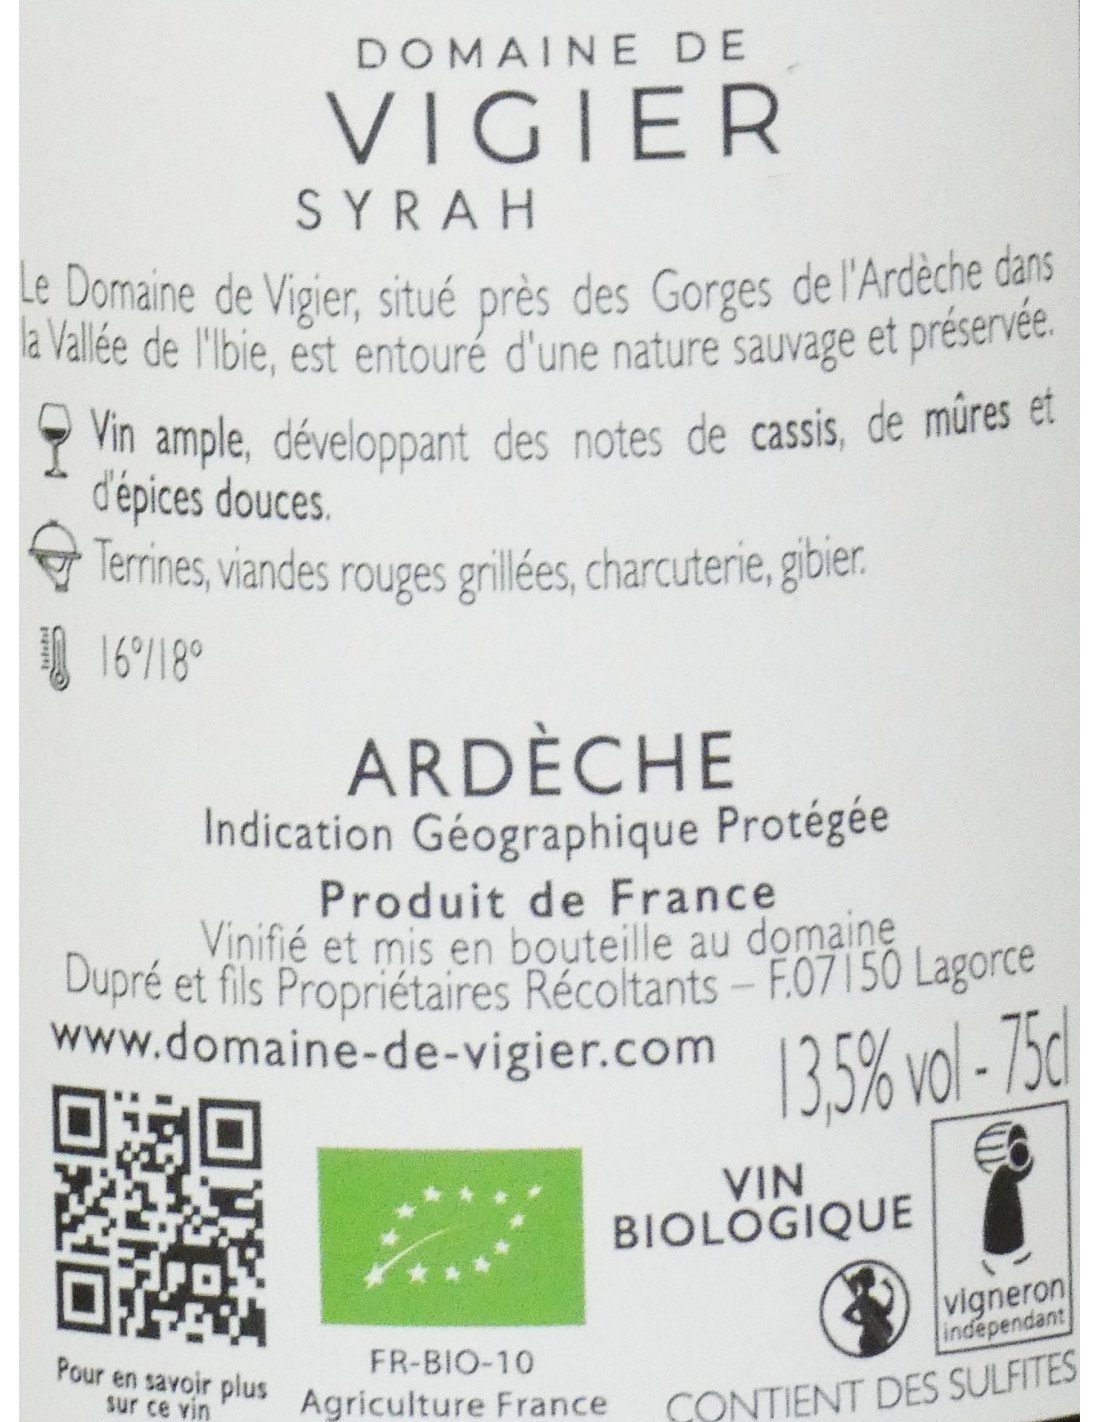 DOMAINE DE
VIGIER
SYRAH
Le Domaine de Vigier, situé près des Gorges de l'Ardèche dans
la Vallée de l'Ibie, est entouré d'une nature sauvage et préservée.
Vin ample, développant des notes de cassis, de mûres et
d'épices douces.
Terrines, viandes rouges grillées, charcuterie, gibier.
16°/18°
ARDÈCHE
Indication Géographique Protégée
Produit de France
Vinifié et mis en bouteille au domaine
Dupré et fils Propriétaires Récoltants – F.07150 Lagorce
www.domaine-de-vigier.com
13,5% vol - 75cl
VIN
BIOLOGIQUE
vigneron
indépendant
FR-BIO-10
Agriculture France
Pour en savoir plus
sur ce vin
CONTIENT DES SULFITES